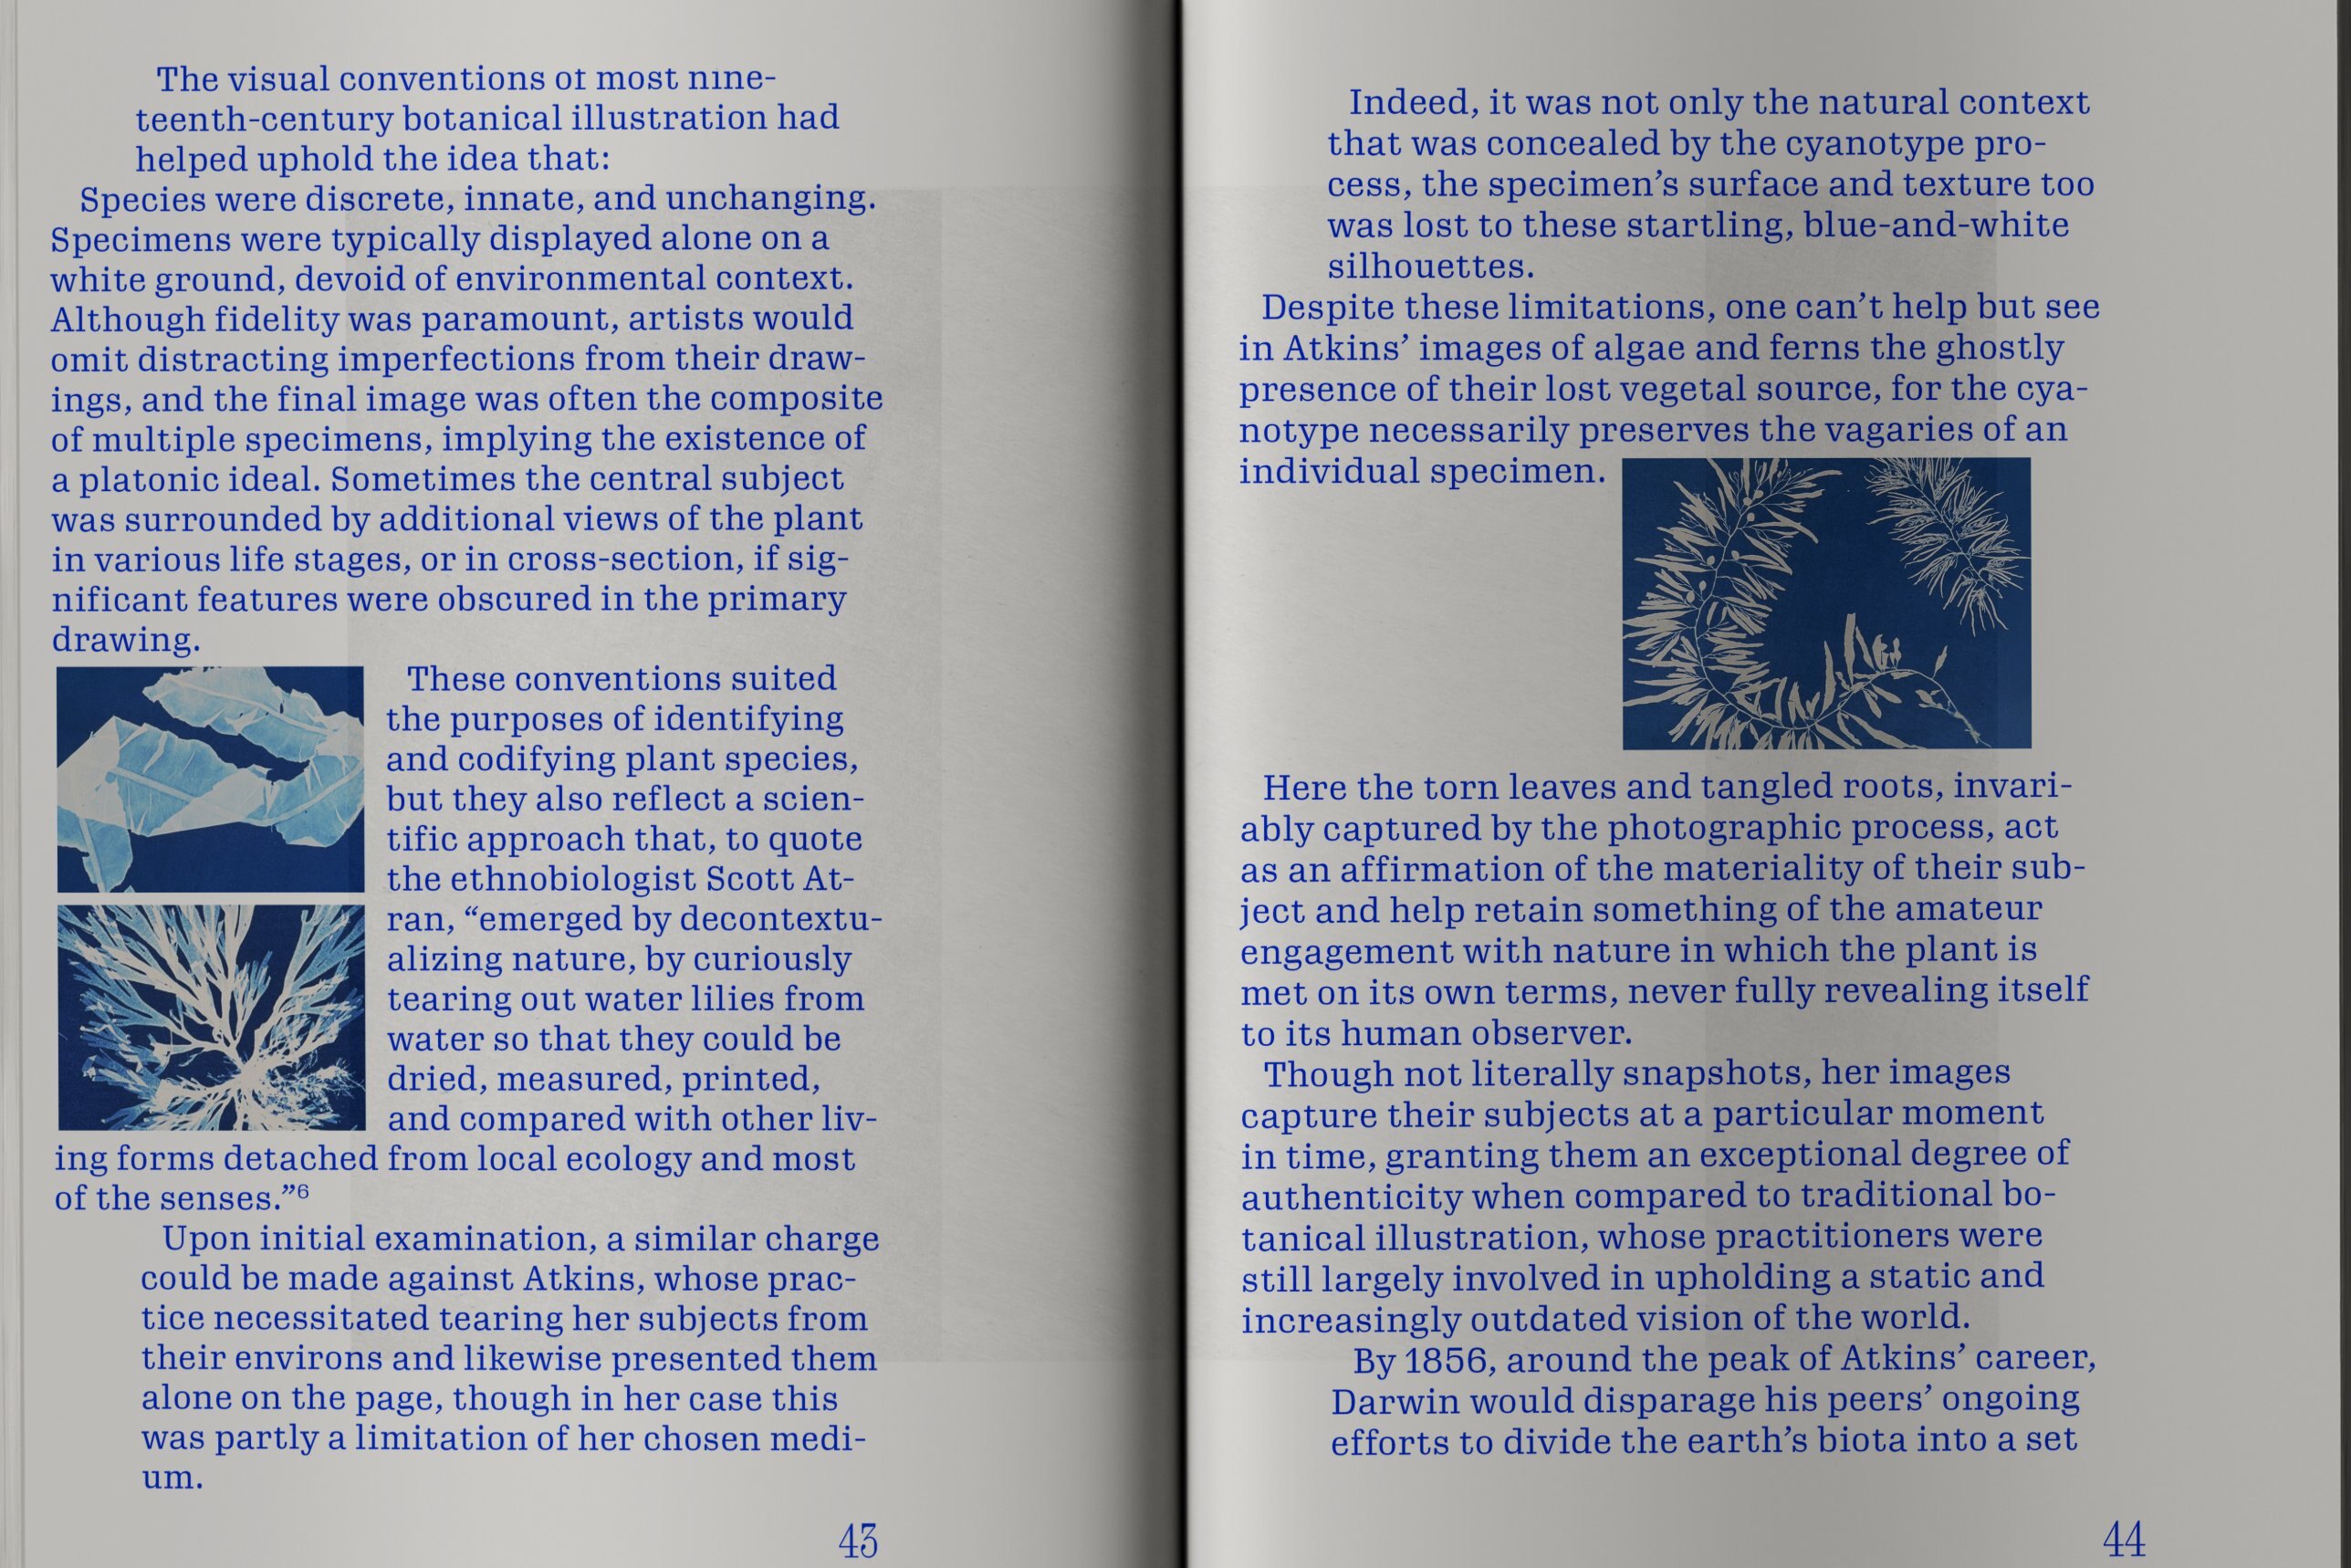 The visual conventions of most nine-
teenth-century botanical illustration had
helped uphold the idea that:
Species were discrete, innate, and unchanging.
Specimens were typically displayed alone on a
white ground, devoid of environmental context.
Although fidelity was paramount, artists would
omit distracting imperfections from their draw-
ings, and the final image was often the composite
of multiple specimens, implying the existence of
a platonic ideal. Sometimes the central subject
was surrounded by additional views of the plant
in various life stages, or in cross-section, if sig-
nificant features were obscured in the primary
drawing.
These conventions suited
the purposes of identifying
and codifying plant species,
but they also reflect a scien-
tific approach that, to quote
the ethnobiologist Scott At-
ran, “emerged by decontextu-
alizing nature, by curiously
tearing out water lilies from
water so that they could be
dried, measured, printed,
and compared with other liv-
ing forms detached from local ecology and most
of the senses.”⁶
Upon initial examination, a similar charge
could be made against Atkins, whose prac-
tice necessitated tearing her subjects from
their environs and likewise presented them
alone on the page, though in her case this
was partly a limitation of her chosen medi-
um.
43
Indeed, it was not only the natural context
that was concealed by the cyanotype pro-
cess, the specimen’s surface and texture too
was lost to these startling, blue-and-white
silhouettes.
Despite these limitations, one can’t help but see
in Atkins’ images of algae and ferns the ghostly
presence of their lost vegetal source, for the cya-
notype necessarily preserves the vagaries of an
individual specimen.
Here the torn leaves and tangled roots, invari-
ably captured by the photographic process, act
as an affirmation of the materiality of their sub-
ject and help retain something of the amateur
engagement with nature in which the plant is
met on its own terms, never fully revealing itself
to its human observer.
Though not literally snapshots, her images
capture their subjects at a particular moment
in time, granting them an exceptional degree of
authenticity when compared to traditional bo-
tanical illustration, whose practitioners were
still largely involved in upholding a static and
increasingly outdated vision of the world.
By 1856, around the peak of Atkins’ career,
Darwin would disparage his peers’ ongoing
efforts to divide the earth’s biota into a set
44